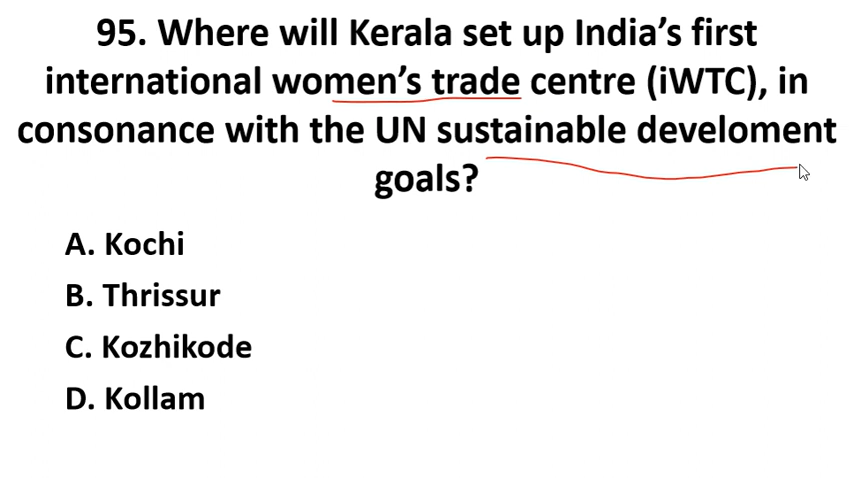 95. Where will Kerala set up India’s first
international women’s trade centre (iWTC), in
consonance with the UN sustainable develoment
goals?
A. Kochi
B. Thrissur
C. Kozhikode
D. Kollam